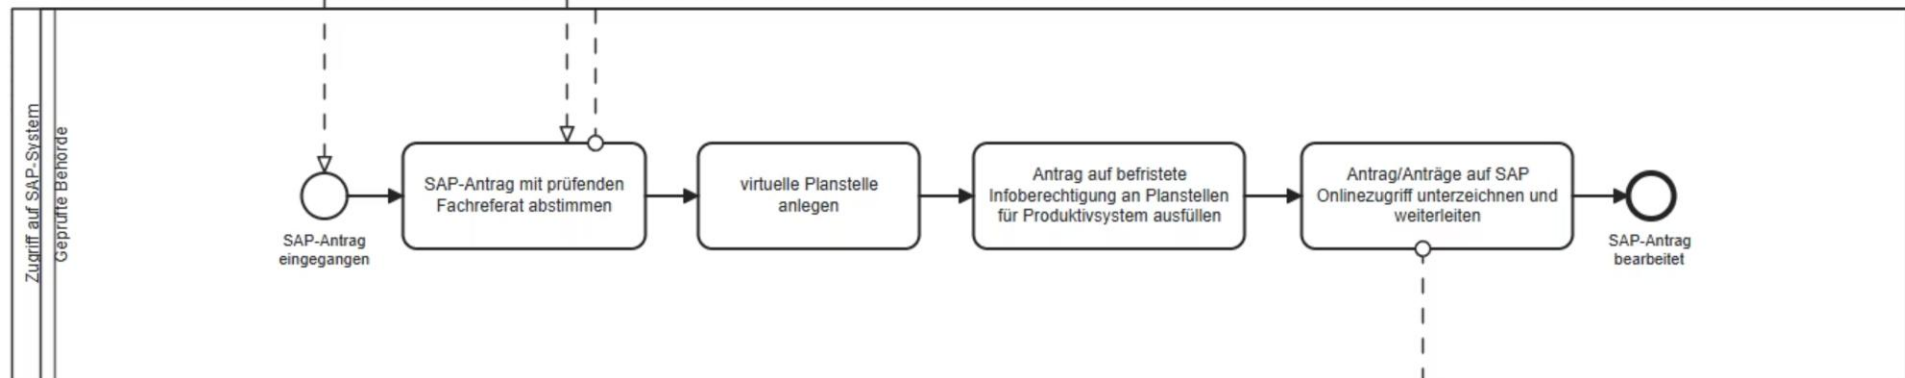 Zugriff auf SAP-System
Geprüfte Behörde
SAP-Antrag
eingegangen
SAP-Antrag mit prüfenden
Fachreferat abstimmen
virtuelle Planstelle
anlegen
Antrag auf befristete
Infoberechtigung an Planstellen
für Produktivsystem ausfüllen
Antrag/Anträge auf SAP
Onlinezugriff unterzeichnen und
weiterleiten
SAP-Antrag
bearbeitet